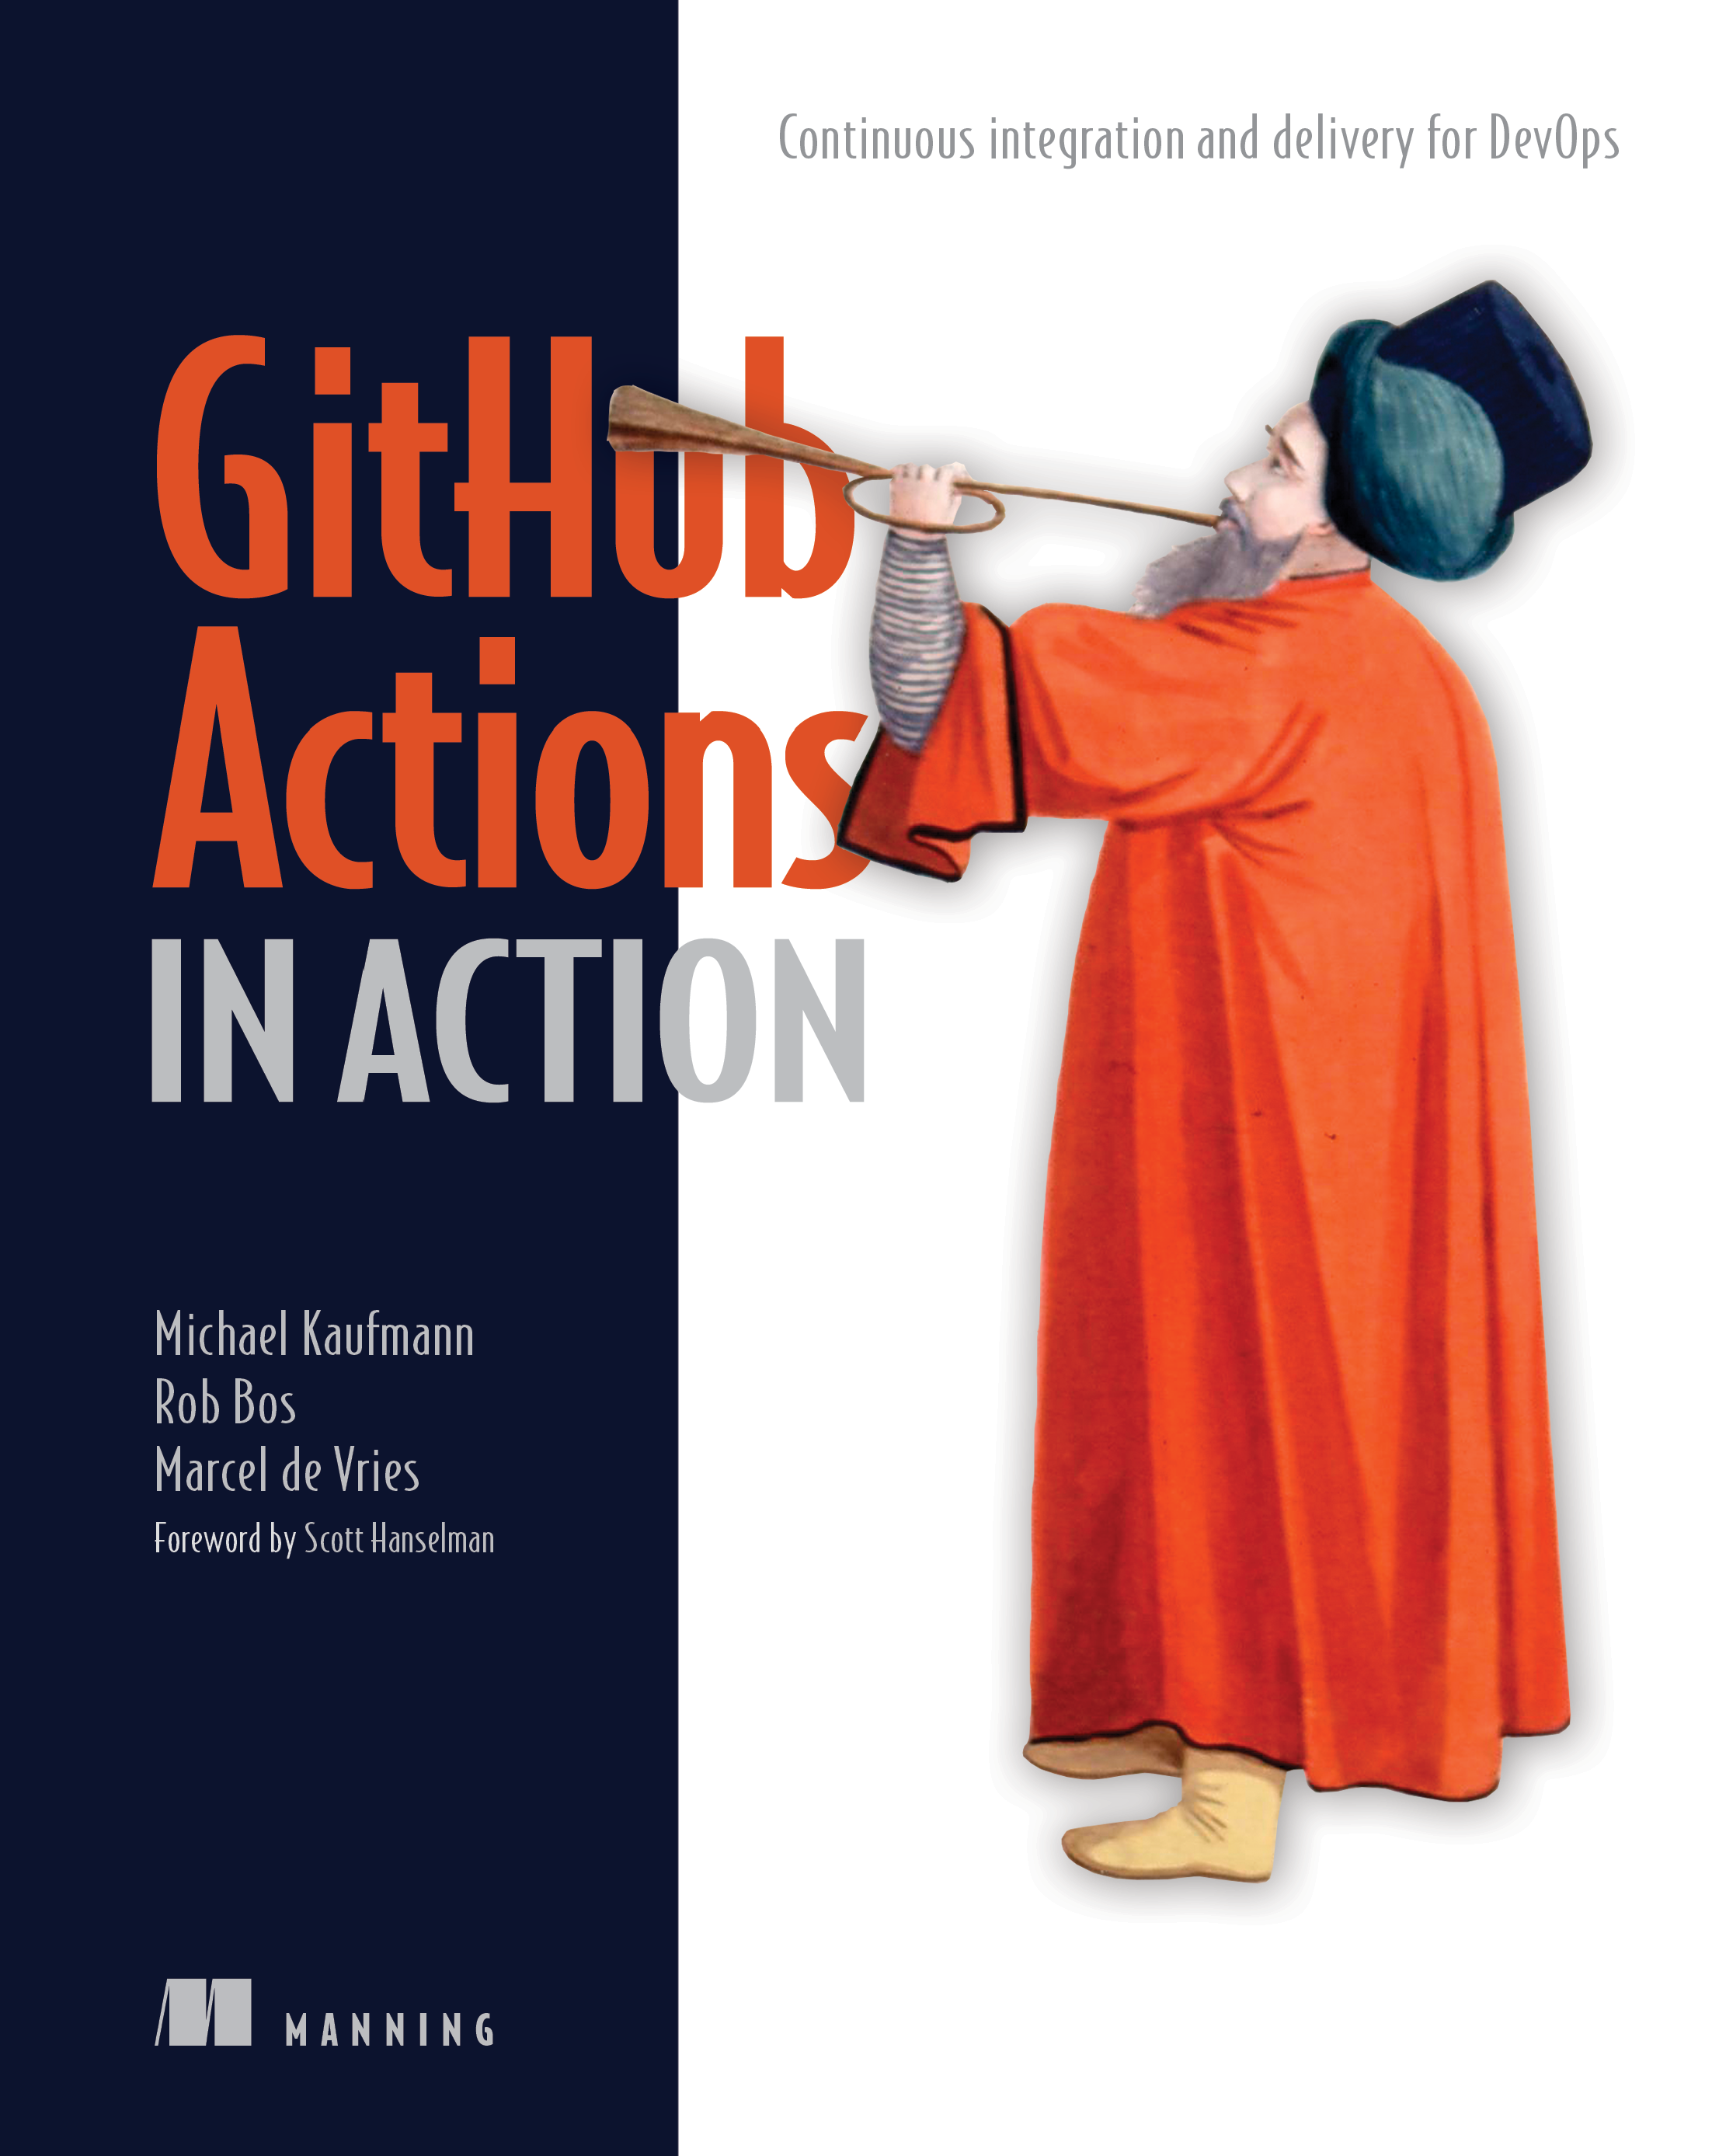 Continuous integration and delivery for DevOps
GitHub
Actions
IN ACTION
Michael Kaufmann
Rob Bos
Marcel de Vries
Foreword by Scott Hanselman
MANNING